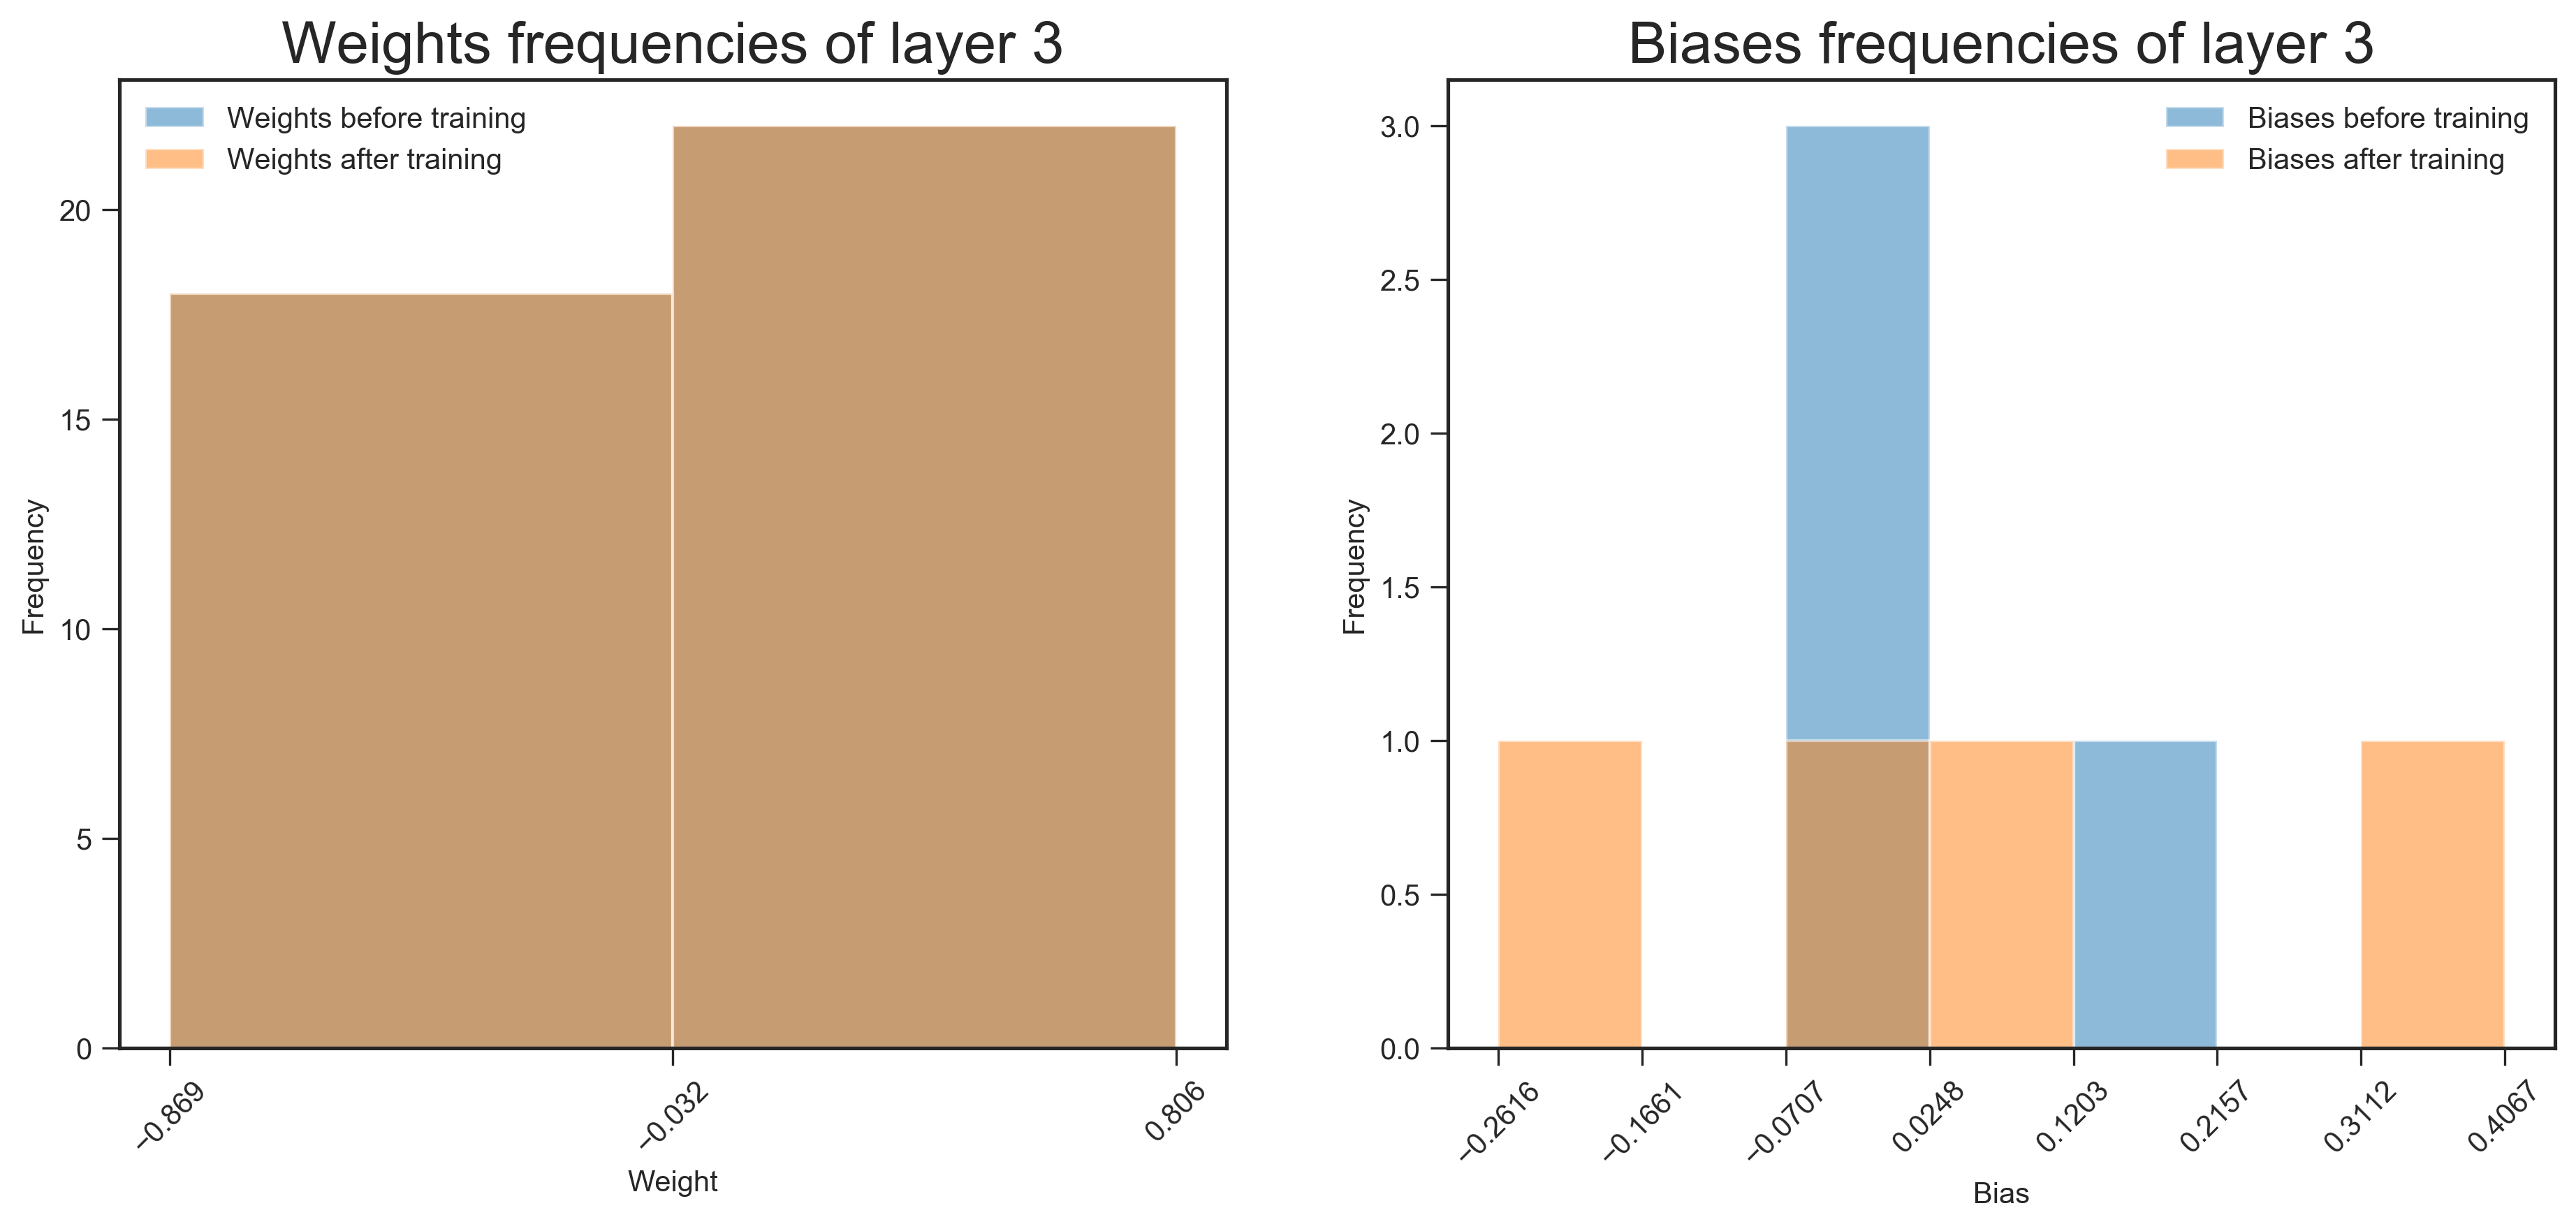 Weights frequencies of layer 3
Weights before training
Weights after training
20
15
10
5
0
Frequency
−0.869
−0.032
0.806
Weight
Biases frequencies of layer 3
Biases before training
Biases after training
3.0
2.5
2.0
1.5
1.0
0.5
0.0
Frequency
−0.2616
−0.1661
−0.0707
0.0248
0.1203
0.2157
0.3112
0.4067
Bias